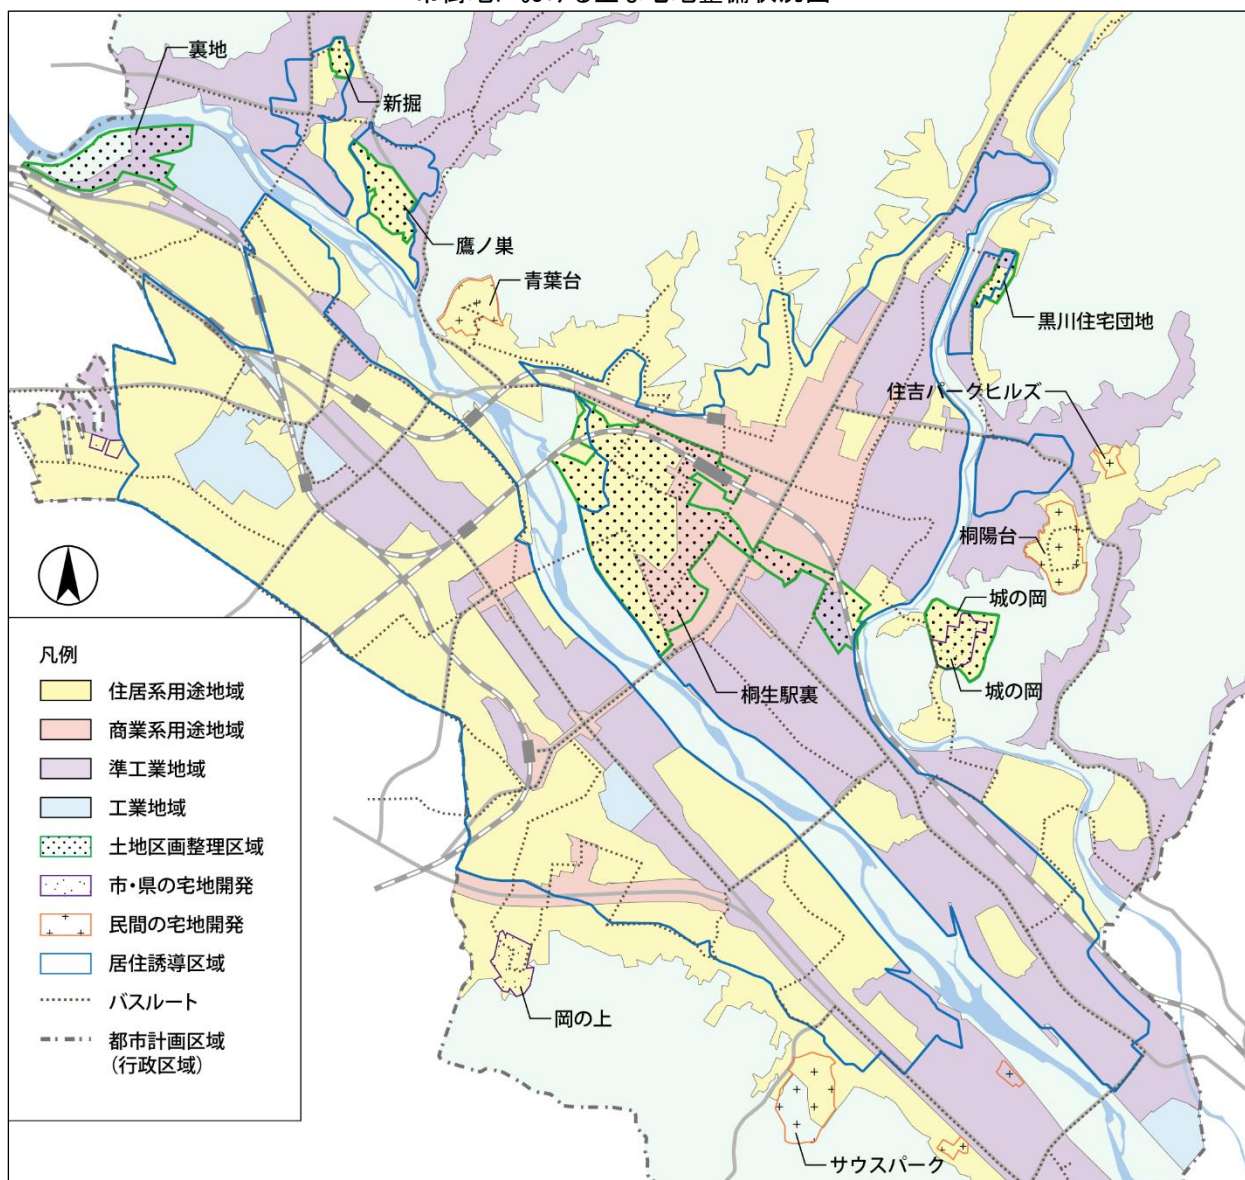 裏地
新掘
鷹ノ巣
青葉台
黒川住宅団地
住吉パークヒルズ
桐陽台
城の岡
城の岡
桐生駅裏
岡の上
サウスパーク
凡例
住居系用途地域
商業系用途地域
準工業地域
工業地域
土地区画整理区域
市・県の宅地開発
民間の宅地開発
居住誘導区域
バスルート
都市計画区域
(行政区域)